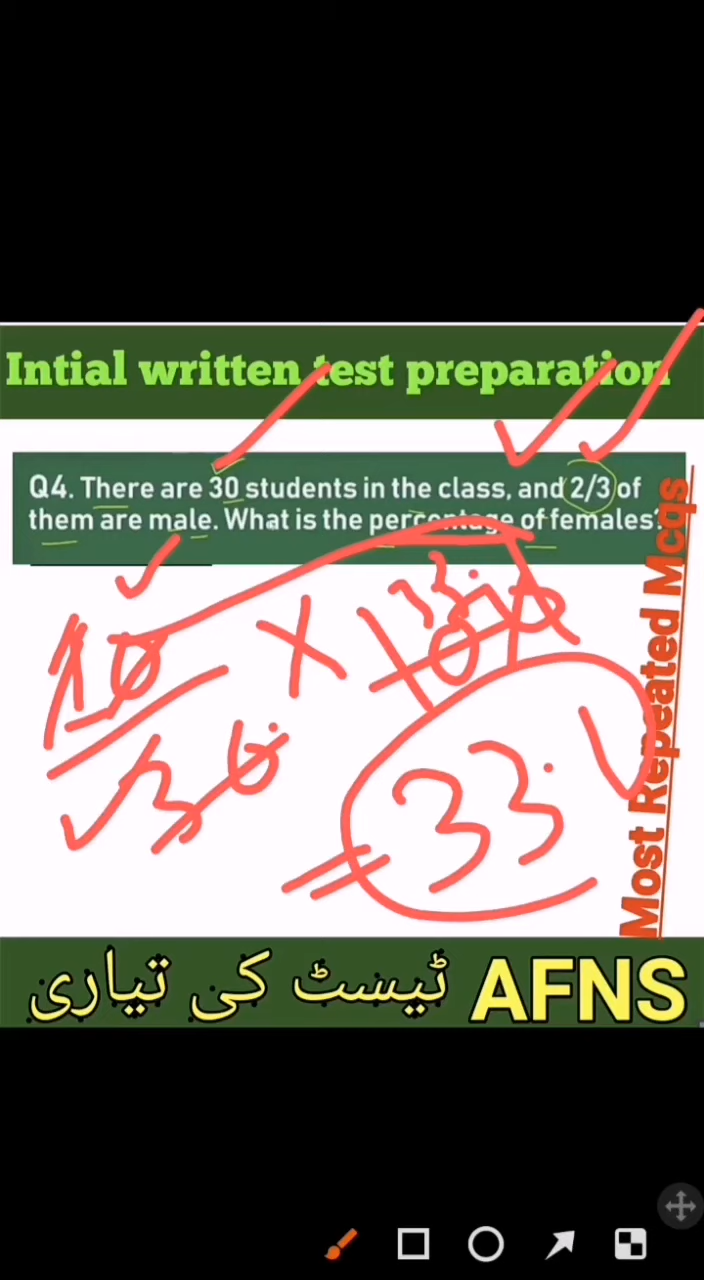 Intial written test preparation
Q4. There are 30 students in the class, and 2/3 of
them are male. What is the percentage of females?
10 × 100
30
33.
= 33.
Most Repeated Mcqs
AFNS ٹیسٹ کی تیاری